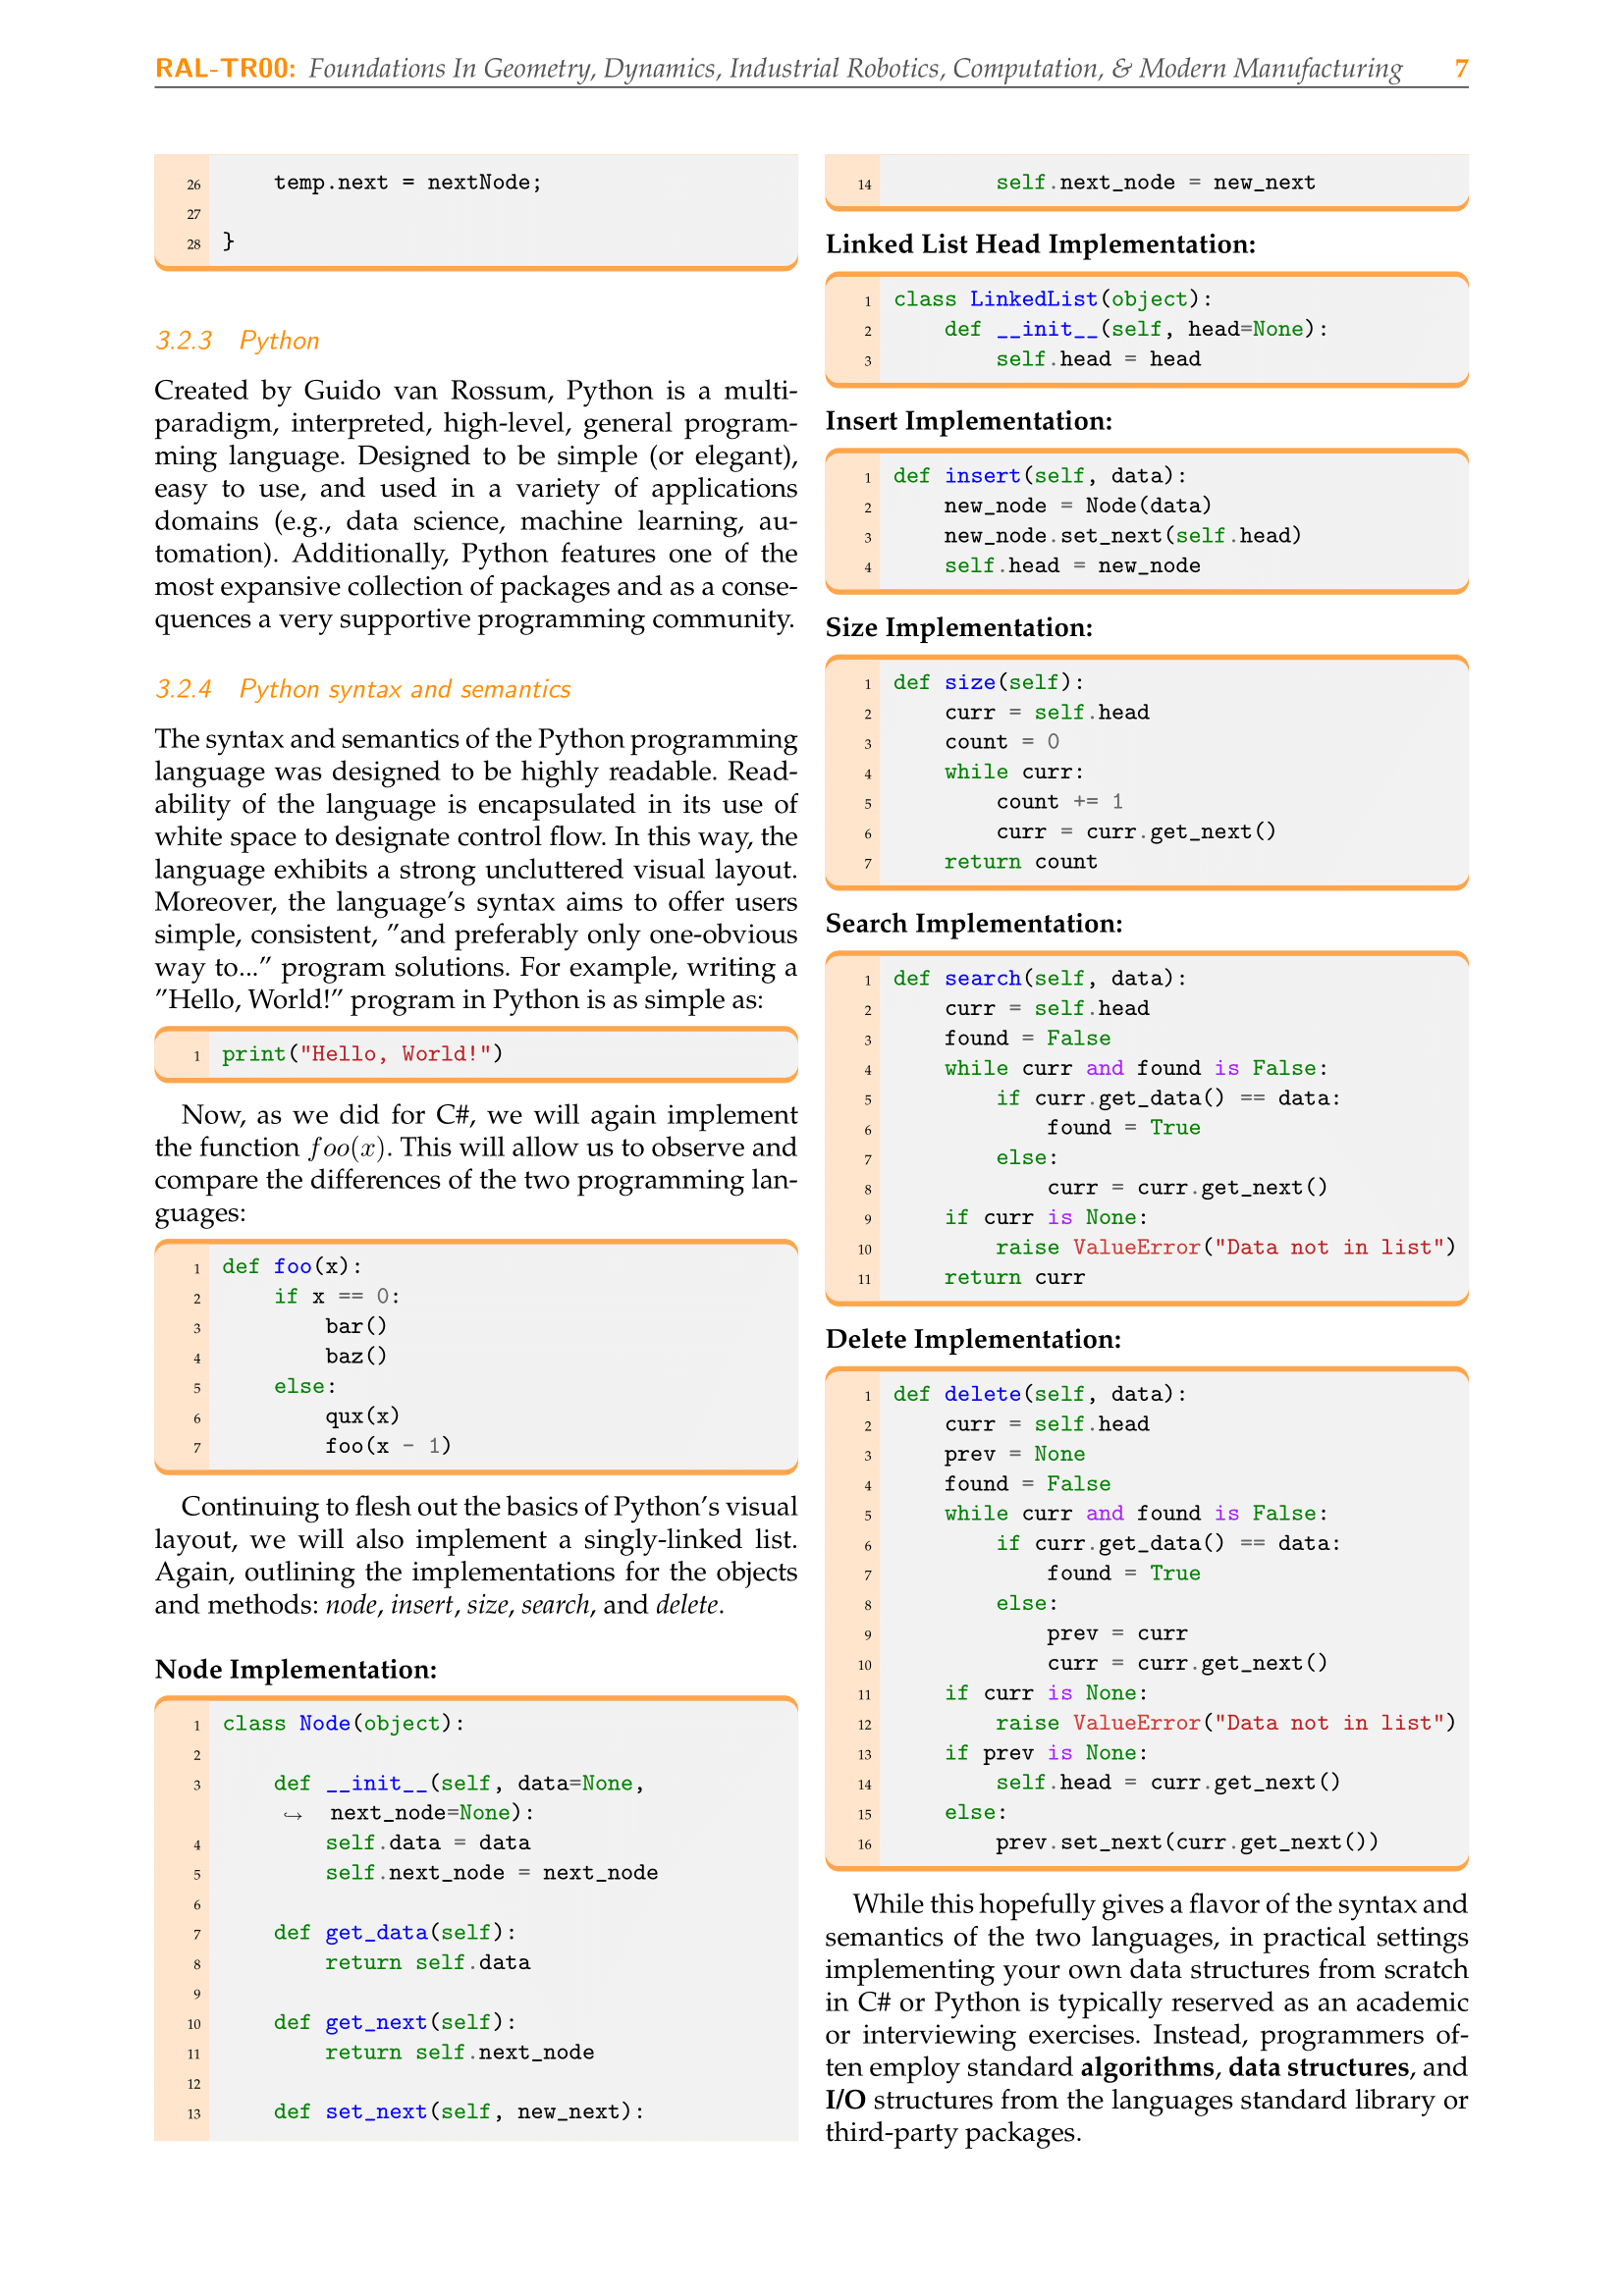 RAL-TR00: Foundations In Geometry, Dynamics, Industrial Robotics, Computation, & Modern Manufacturing 7
26     temp.next = nextNode;
27
28 }
3.2.3 Python
Created by Guido van Rossum, Python is a multi-
paradigm, interpreted, high-level, general program-
ming language. Designed to be simple (or elegant),
easy to use, and used in a variety of applications
domains (e.g., data science, machine learning, au-
tomation). Additionally, Python features one of the
most expansive collection of packages and as a conse-
quences a very supportive programming community.
3.2.4 Python syntax and semantics
The syntax and semantics of the Python programming
language was designed to be highly readable. Read-
ability of the language is encapsulated in its use of
white space to designate control flow. In this way, the
language exhibits a strong uncluttered visual layout.
Moreover, the language's syntax aims to offer users
simple, consistent, "and preferably only one-obvious
way to..." program solutions. For example, writing a
"Hello, World!" program in Python is as simple as:
1 print("Hello, World!")
Now, as we did for C#, we will again implement
the function foo(x). This will allow us to observe and
compare the differences of the two programming lan-
guages:
1 def foo(x):
2     if x == 0:
3         bar()
4         baz()
5     else:
6         qux(x)
7         foo(x - 1)
Continuing to flesh out the basics of Python's visual
layout, we will also implement a singly-linked list.
Again, outlining the implementations for the objects
and methods: node, insert, size, search, and delete.
Node Implementation:
1 class Node(object):
2
3     def __init__(self, data=None,
↪ next_node=None):
4         self.data = data
5         self.next_node = next_node
6
7     def get_data(self):
8         return self.data
9
10     def get_next(self):
11         return self.next_node
12
13     def set_next(self, new_next):
14         self.next_node = new_next
Linked List Head Implementation:
1 class LinkedList(object):
2     def __init__(self, head=None):
3         self.head = head
Insert Implementation:
1 def insert(self, data):
2     new_node = Node(data)
3     new_node.set_next(self.head)
4     self.head = new_node
Size Implementation:
1 def size(self):
2     curr = self.head
3     count = 0
4     while curr:
5         count += 1
6         curr = curr.get_next()
7     return count
Search Implementation:
1 def search(self, data):
2     curr = self.head
3     found = False
4     while curr and found is False:
5         if curr.get_data() == data:
6             found = True
7         else:
8             curr = curr.get_next()
9     if curr is None:
10         raise ValueError("Data not in list")
11     return curr
Delete Implementation:
1 def delete(self, data):
2     curr = self.head
3     prev = None
4     found = False
5     while curr and found is False:
6         if curr.get_data() == data:
7             found = True
8         else:
9             prev = curr
10             curr = curr.get_next()
11     if curr is None:
12         raise ValueError("Data not in list")
13     if prev is None:
14         self.head = curr.get_next()
15     else:
16         prev.set_next(curr.get_next())
While this hopefully gives a flavor of the syntax and
semantics of the two languages, in practical settings
implementing your own data structures from scratch
in C# or Python is typically reserved as an academic
or interviewing exercises. Instead, programmers of-
ten employ standard algorithms, data structures, and
I/O structures from the languages standard library or
third-party packages.